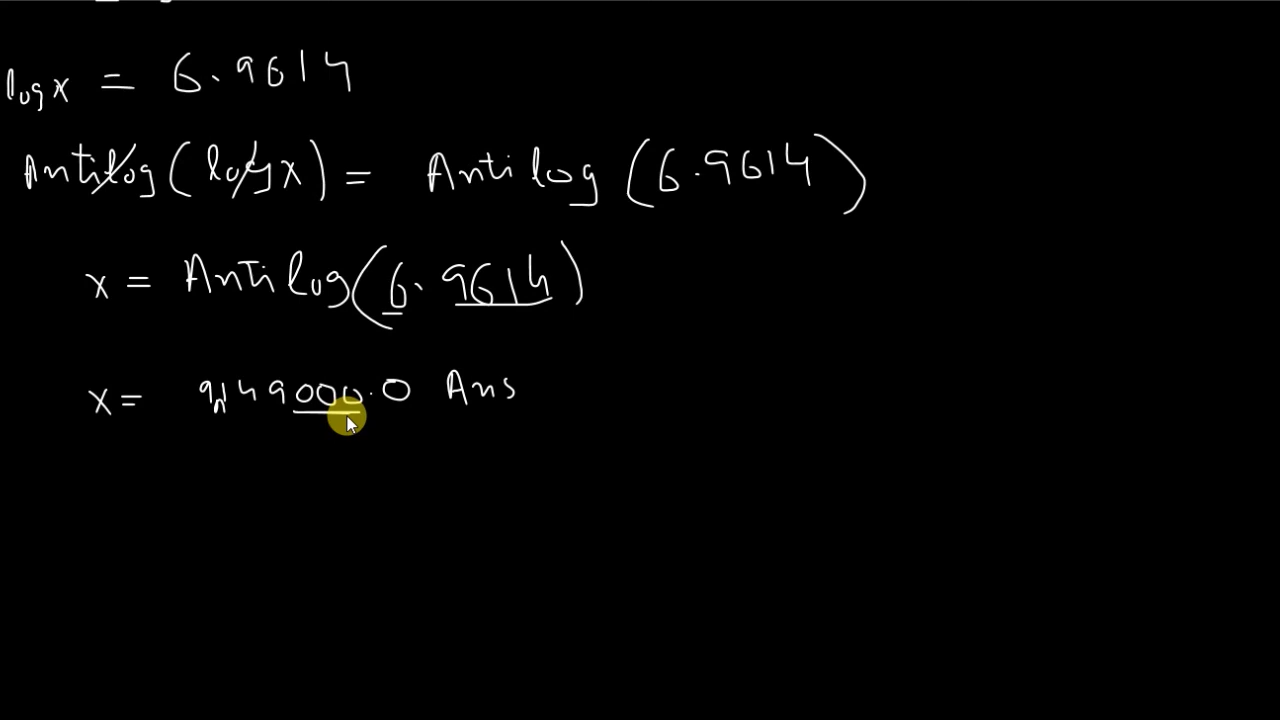 log x = 6.9614
Antilog (log x) = Antilog (6.9614)
x = Antilog (6.9614)
x = 9149000.0 Ans